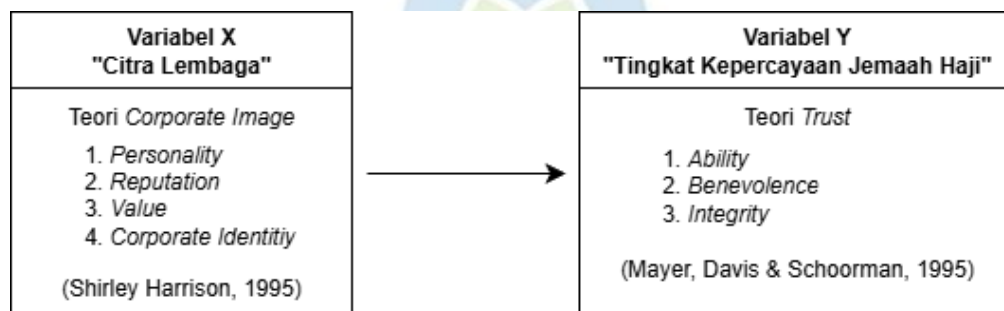 Variabel X
"Citra Lembaga"
Teori Corporate Image
1. Personality
2. Reputation
3. Value
4. Corporate Identitiy
(Shirley Harrison, 1995)
Variabel Y
"Tingkat Kepercayaan Jemaah Haji"
Teori Trust
1. Ability
2. Benevolence
3. Integrity
(Mayer, Davis & Schoorman, 1995)